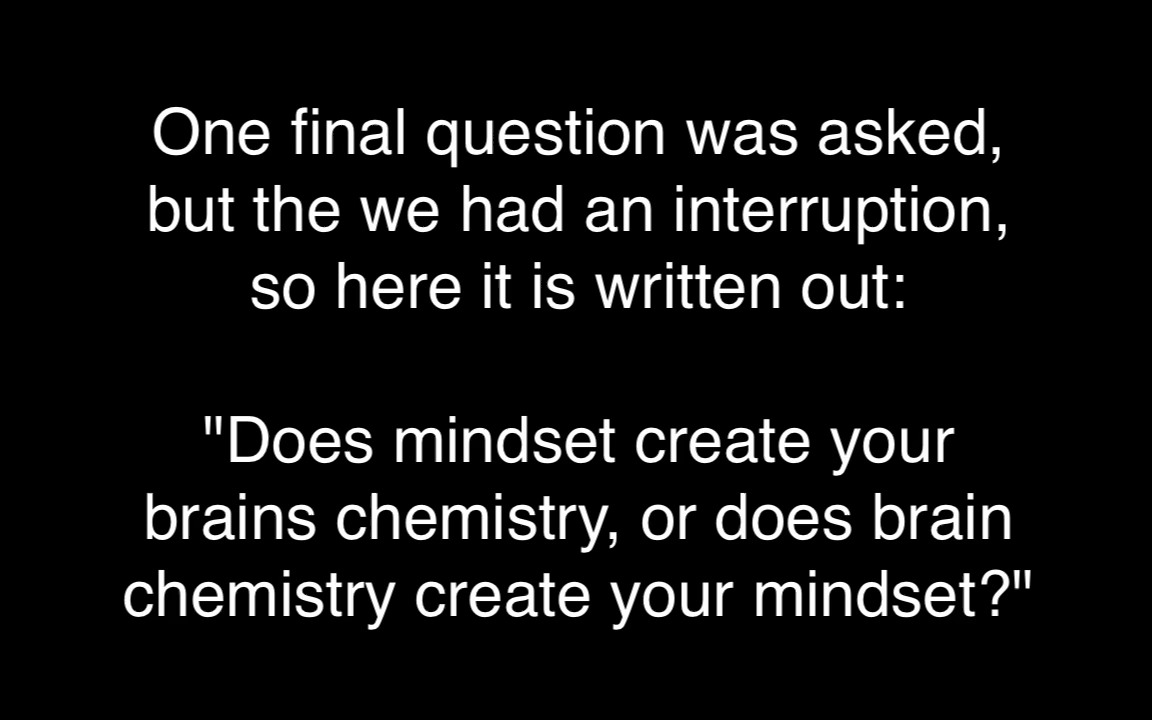 One final question was asked,
but the we had an interruption,
so here it is written out:
"Does mindset create your
brains chemistry, or does brain
chemistry create your mindset?"